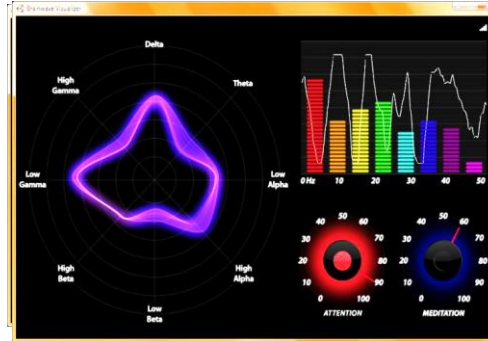 Brainwave Visualizer
Delta
High
Gamma
Theta
Low
Gamma
Low
Alpha
High
Beta
High
Alpha
Low
Beta
0 Hz 10 20 30 40 50
0 10 20 30 40 50 60 70 80 90 100
ATTENTION
0 10 20 30 40 50 60 70 80 90 100
MEDITATION